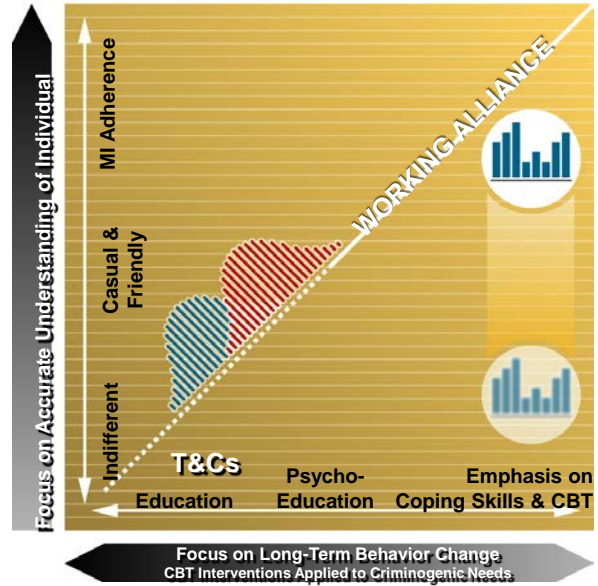 Focus on Accurate Understanding of Individual
MI Adherence
Casual &
Friendly
Indifferent
WORKING ALLIANCE
T&Cs
Education
Psycho-
Education
Emphasis on
Coping Skills & CBT
Focus on Long-Term Behavior Change
CBT Interventions Applied to Criminogenic Needs